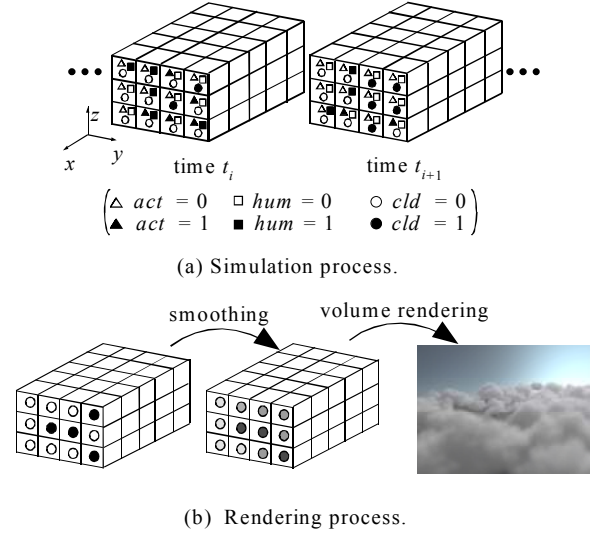 z
x
y
time t_i
time t_{i+1}
act = 0 hum = 0 cld = 0
act = 1 hum = 1 cld = 1
(a) Simulation process.
smoothing
volume rendering
(b) Rendering process.